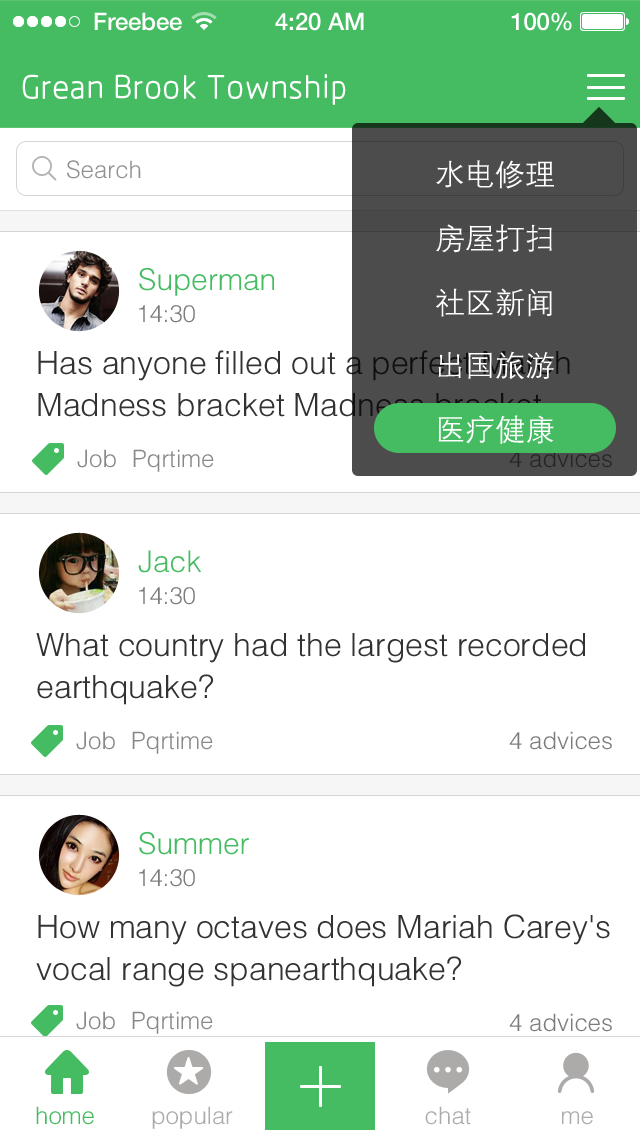 Freebee 4:20 AM 100%
Grean Brook Township
Search
水电修理
房屋打扫
社区新闻
出国旅游
医疗健康
Superman
14:30
Has anyone filled out a perfect March
Madness bracket Madness bracket
Job Pqrtime 4 advices
Jack
14:30
What country had the largest recorded
earthquake?
Job Pqrtime 4 advices
Summer
14:30
How many octaves does Mariah Carey's
vocal range spanearthquake?
Job Pqrtime 4 advices
home popular chat me